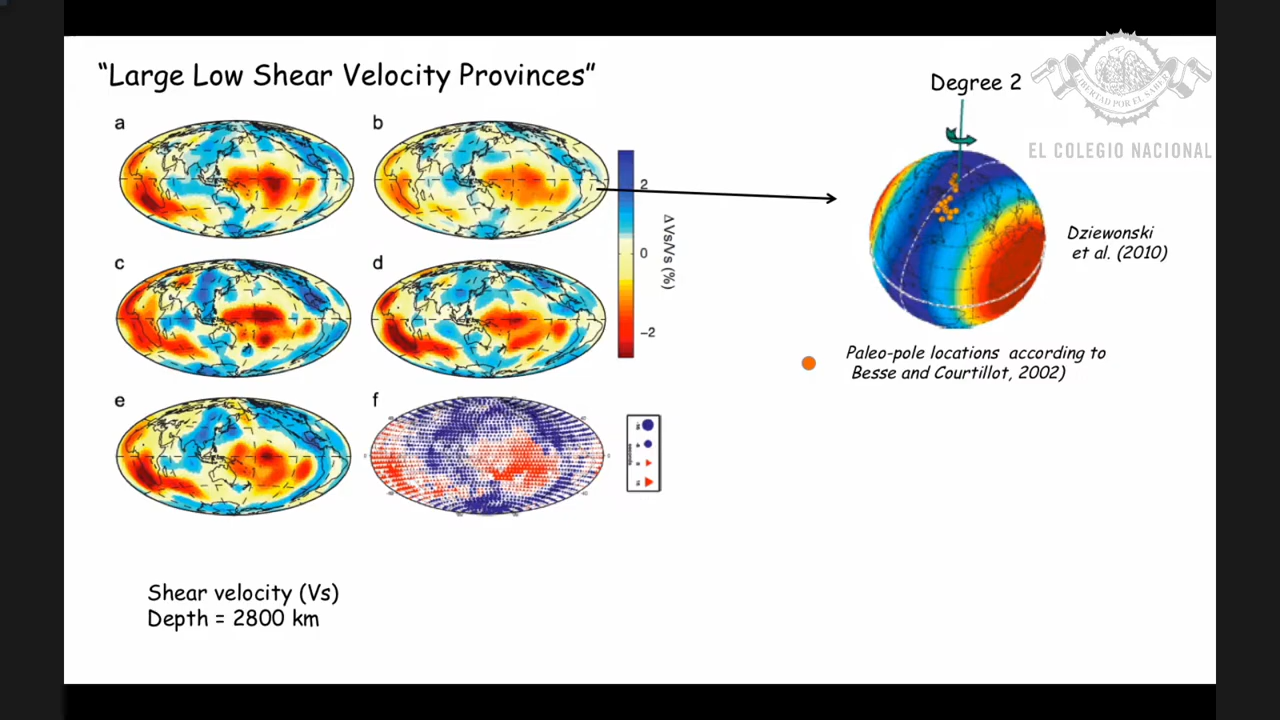 “Large Low Shear Velocity Provinces”
Degree 2
LIBERTAD POR EL SABER
EL COLEGIO NACIONAL
a
b
2
0
-2
Δ Vs/Vs (%)
Dziewonski
et al. (2010)
c
d
Paleo-pole locations according to
Besse and Courtillot, 2002)
e
f
Shear velocity (Vs)
Depth = 2800 km